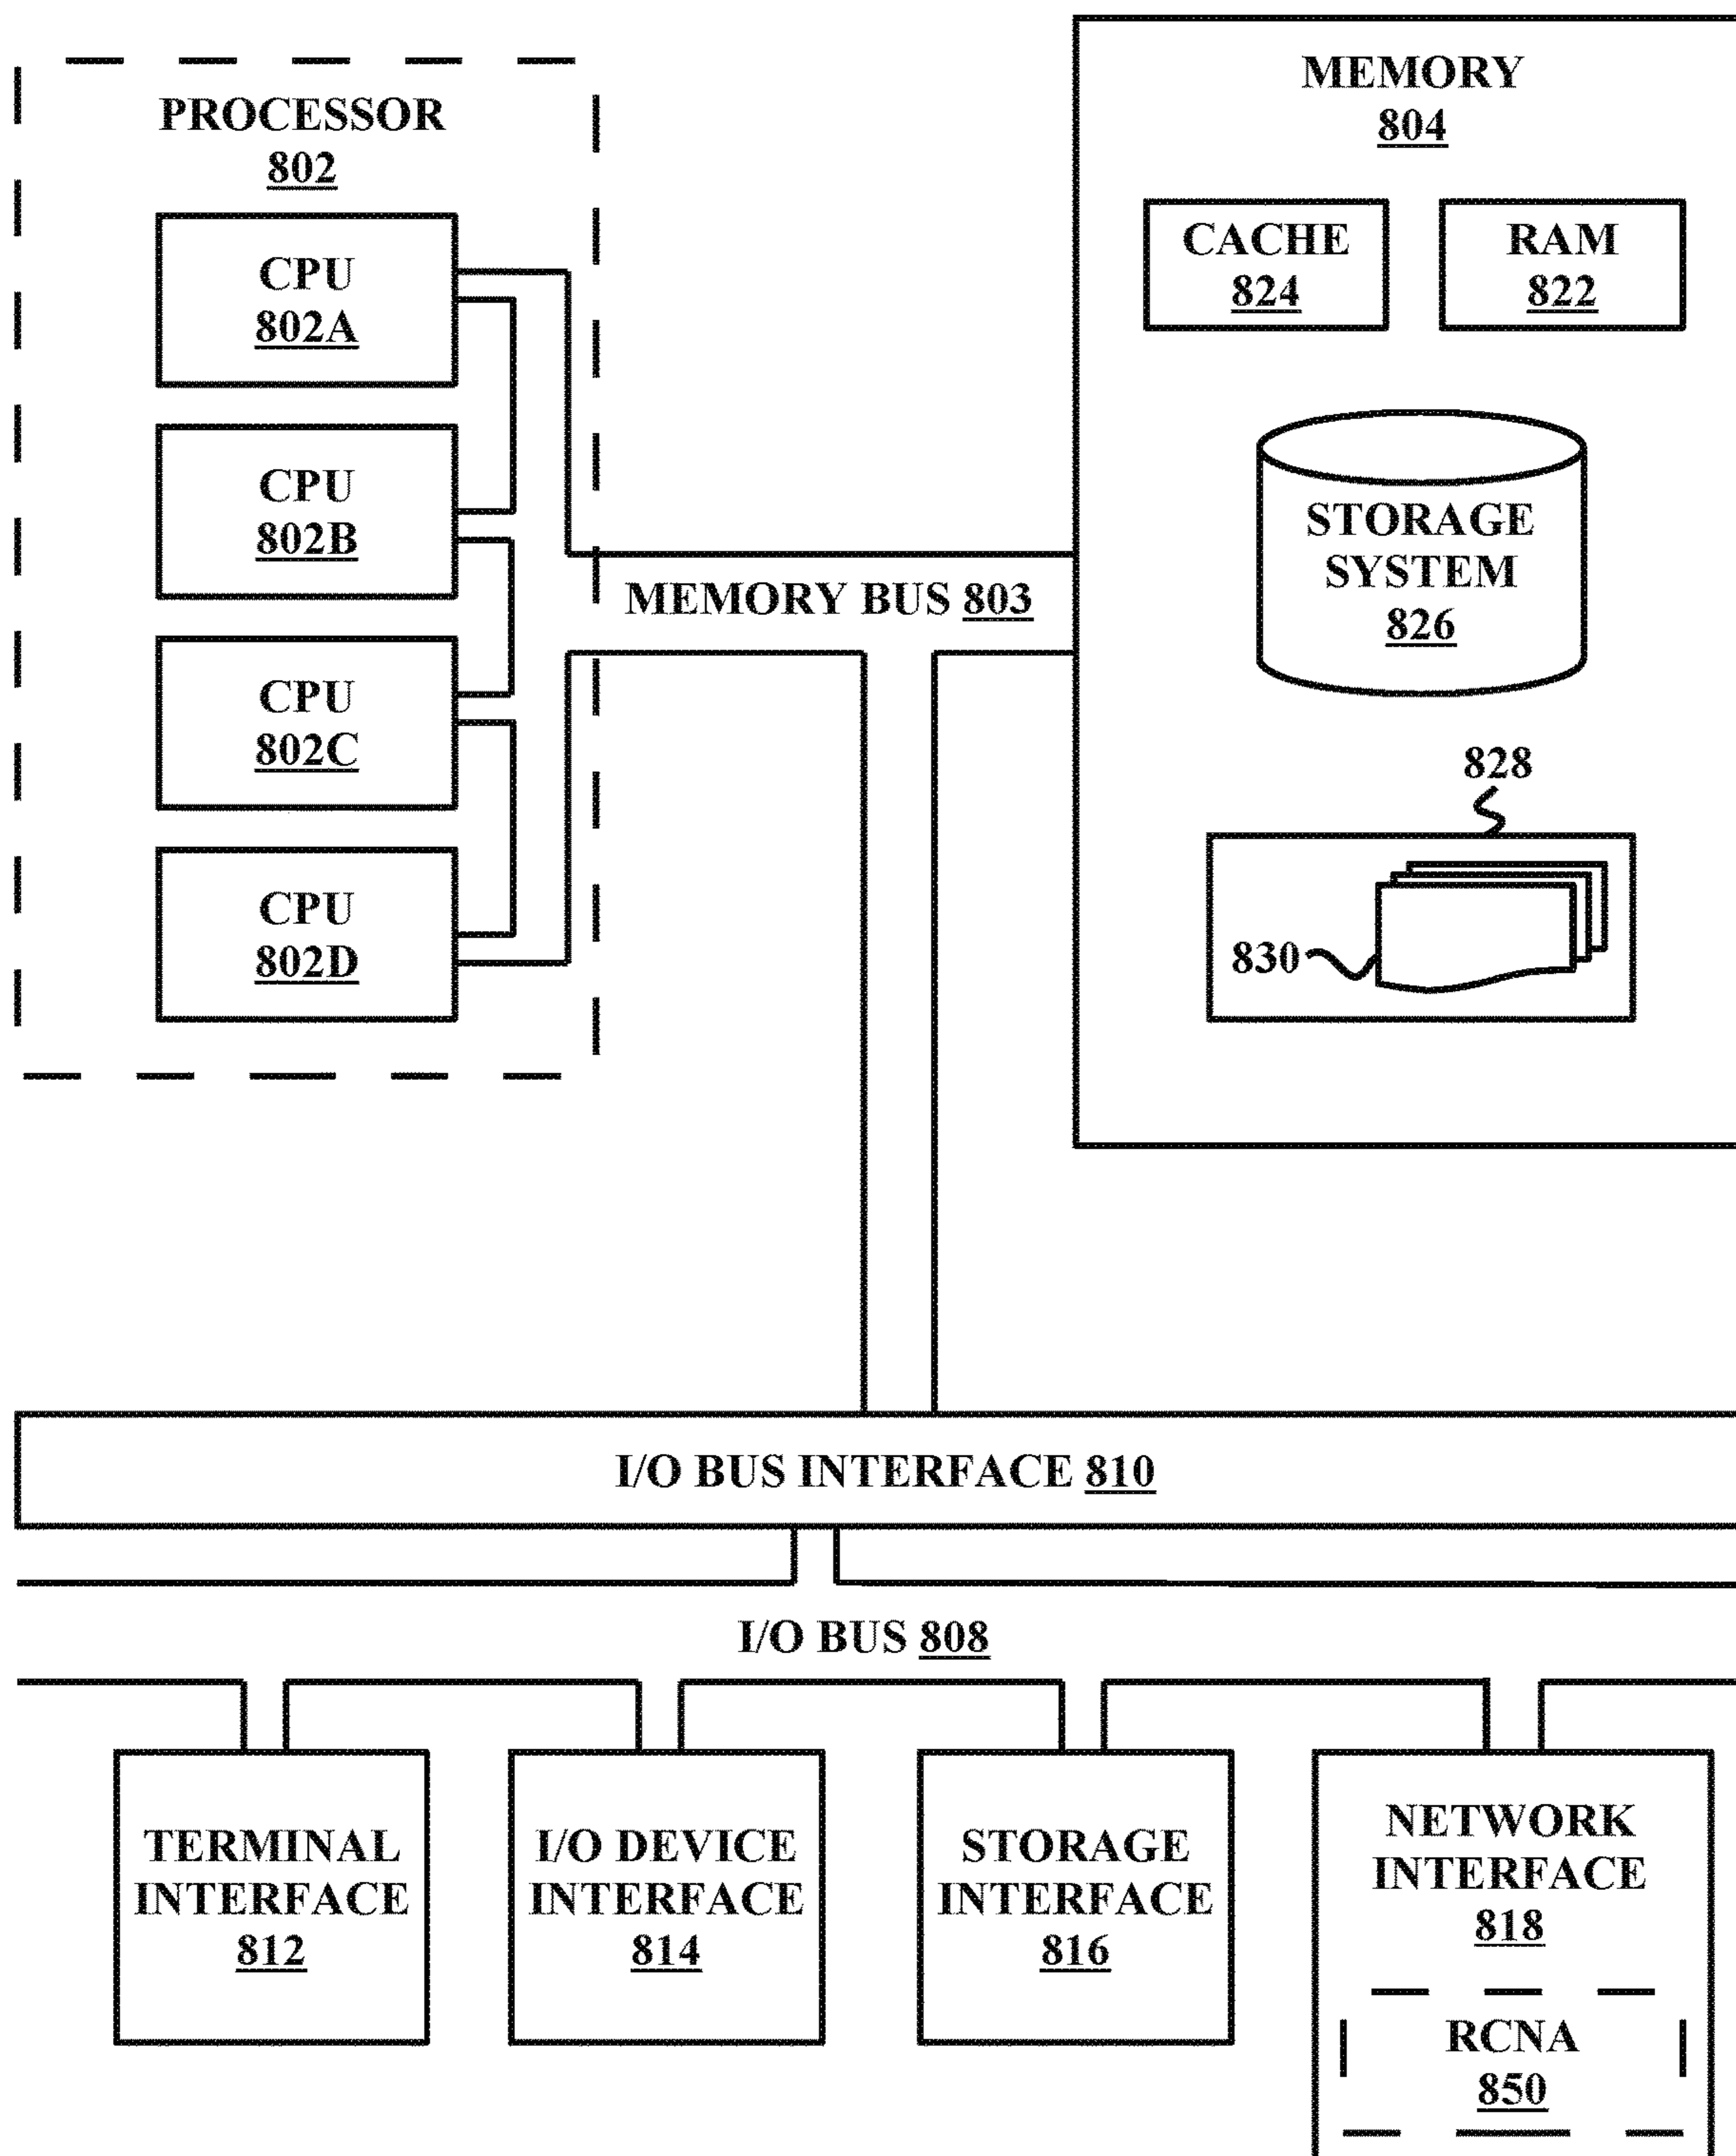 PROCESSOR
802
CPU
802A
CPU
802B
CPU
802C
CPU
802D
MEMORY BUS 803
MEMORY
804
CACHE
824
RAM
822
STORAGE
SYSTEM
826
828
830
I/O BUS INTERFACE 810
I/O BUS 808
TERMINAL
INTERFACE
812
I/O DEVICE
INTERFACE
814
STORAGE
INTERFACE
816
NETWORK
INTERFACE
818
RCNA
850